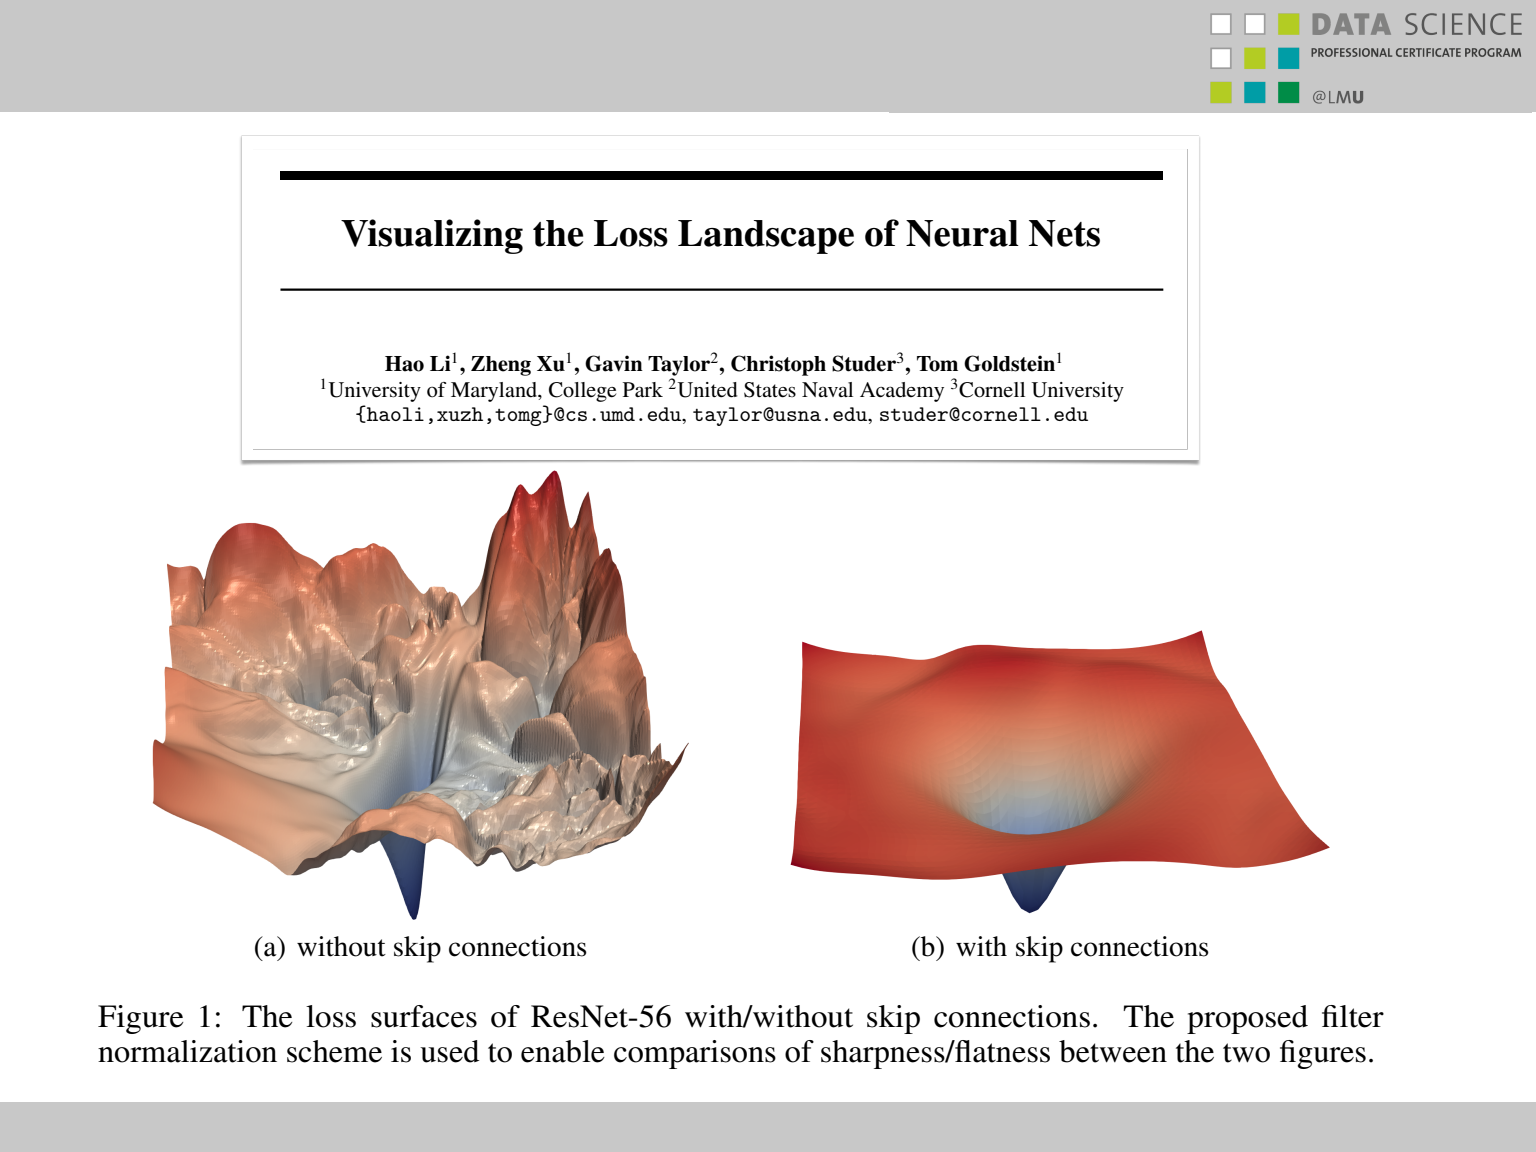 DATA SCIENCE
PROFESSIONAL CERTIFICATE PROGRAM
@LMU
Visualizing the Loss Landscape of Neural Nets
Hao Li¹, Zheng Xu¹, Gavin Taylor², Christoph Studer³, Tom Goldstein¹
¹University of Maryland, College Park ²United States Naval Academy ³Cornell University
{haoli,xuzh,tomg}@cs.umd.edu, taylor@usna.edu, studer@cornell.edu
(a) without skip connections
(b) with skip connections
Figure 1: The loss surfaces of ResNet-56 with/without skip connections. The proposed filter
normalization scheme is used to enable comparisons of sharpness/flatness between the two figures.